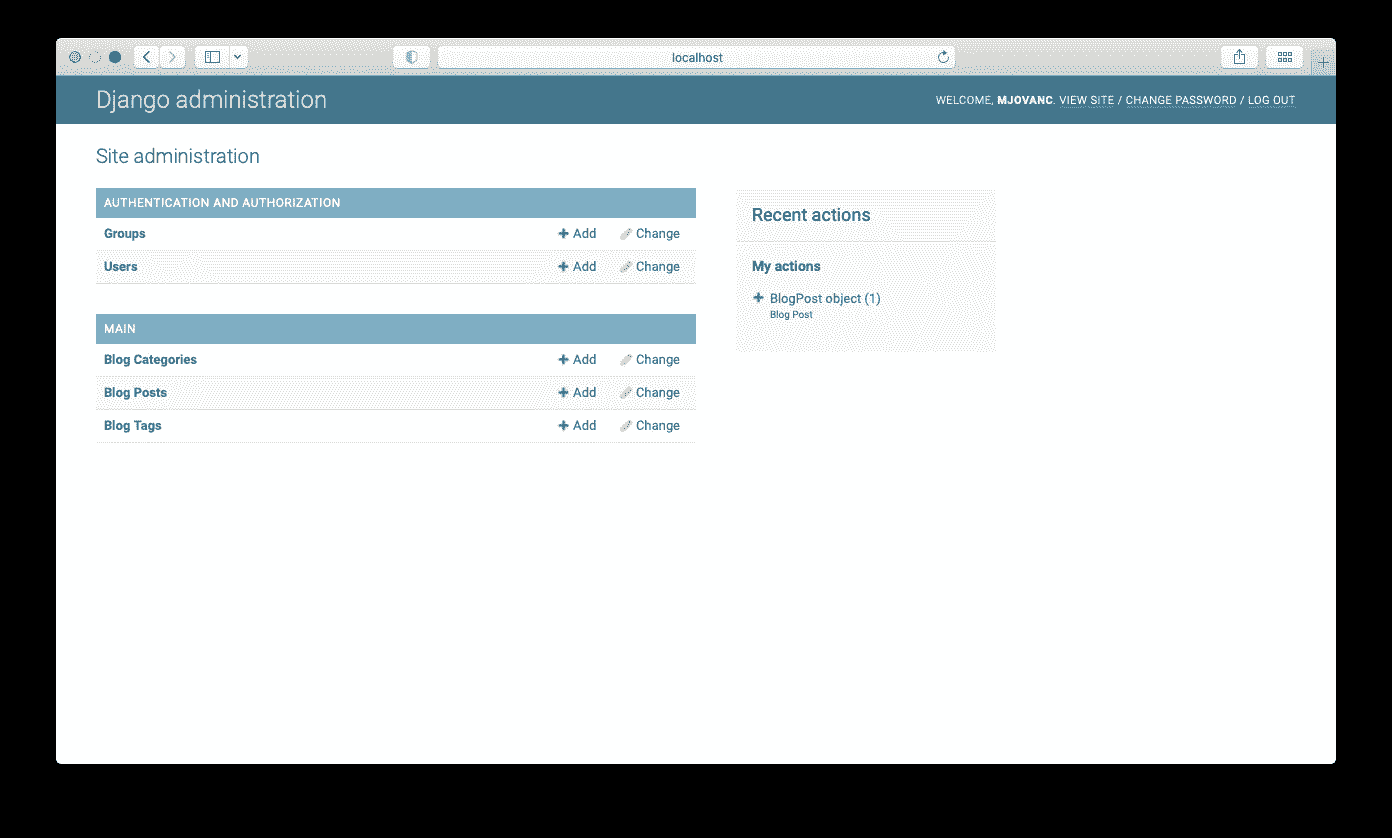 localhost
Django administration
WELCOME, MJOVANC. VIEW SITE / CHANGE PASSWORD / LOG OUT
Site administration
AUTHENTICATION AND AUTHORIZATION
Groups Add Change
Users Add Change
MAIN
Blog Categories Add Change
Blog Posts Add Change
Blog Tags Add Change
Recent actions
My actions
BlogPost object (1)
Blog Post